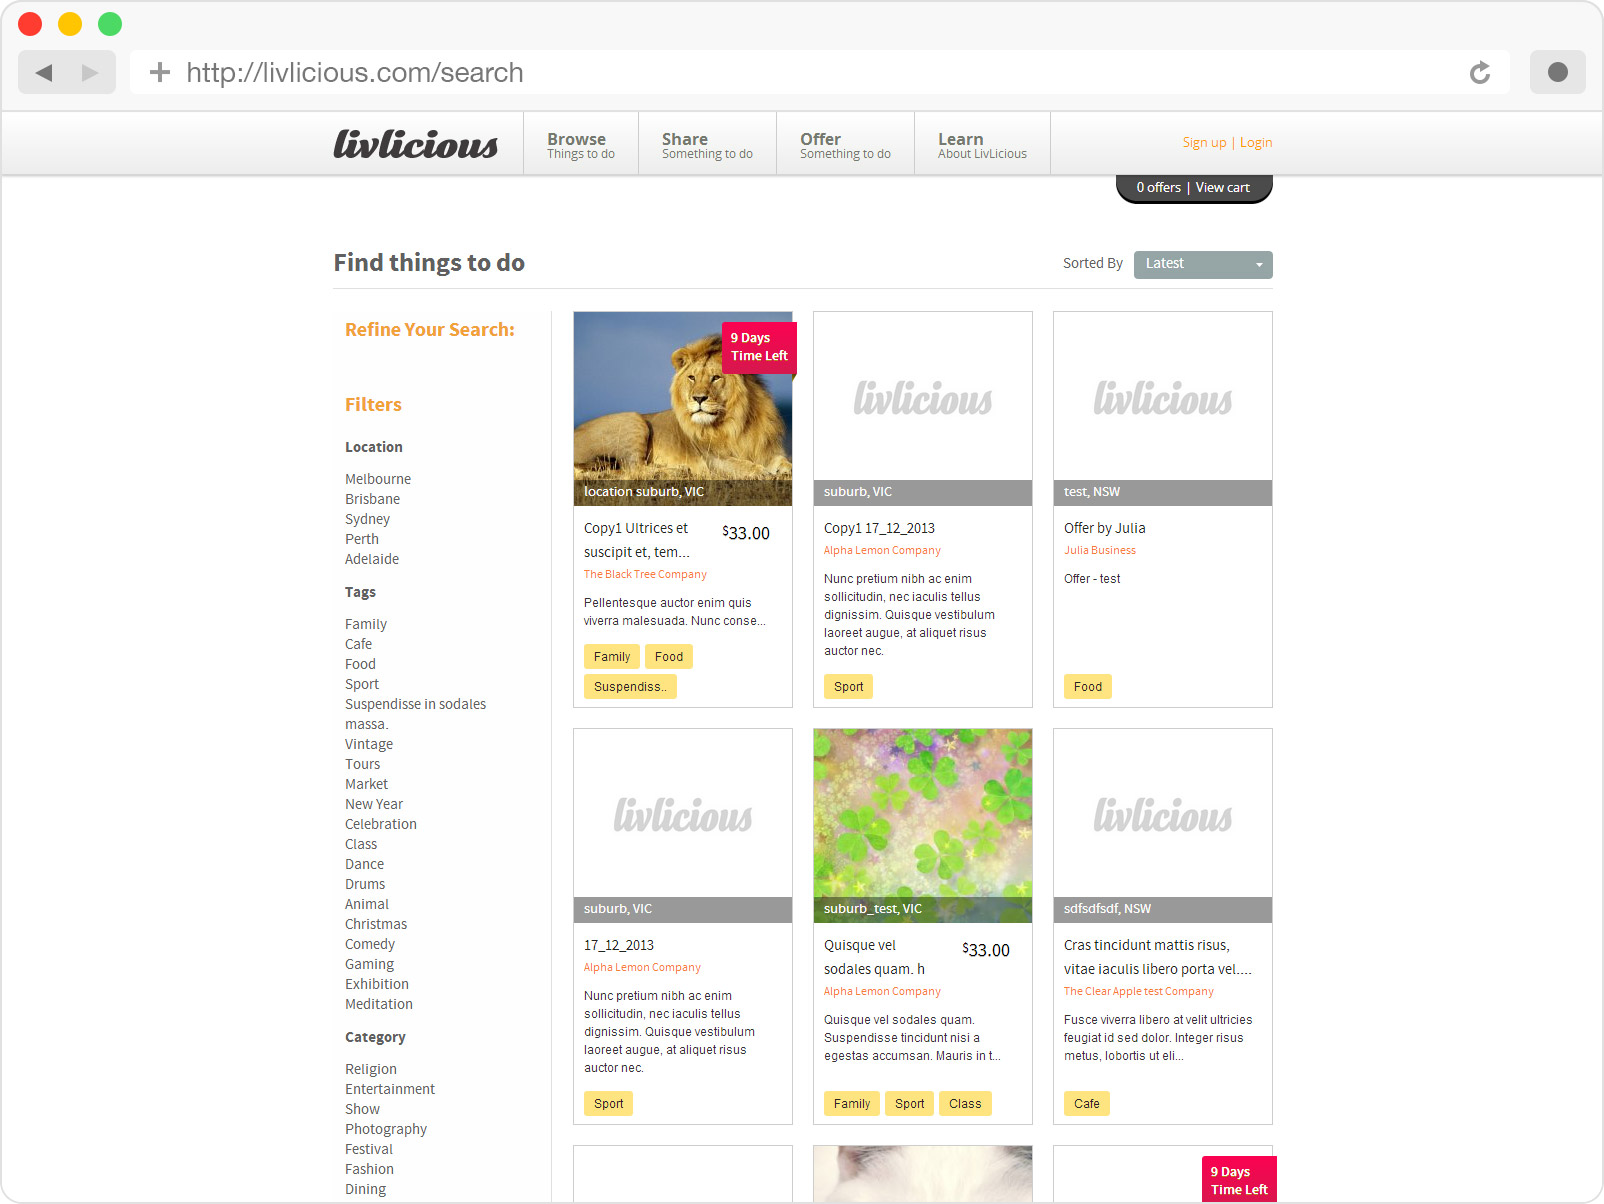 http://livlicious.com/search
livlicious
Browse
Things to do
Share
Something to do
Offer
Something to do
Learn
About LivLicious
Sign up | Login
0 offers | View cart
Find things to do
Sorted By
Latest
Refine Your Search:
Filters
Location
Melbourne
Brisbane
Sydney
Perth
Adelaide
Tags
Family
Cafe
Food
Sport
Suspendisse in sodales
massa.
Vintage
Tours
Market
New Year
Celebration
Class
Dance
Drums
Animal
Christmas
Comedy
Gaming
Exhibition
Meditation
Category
Religion
Entertainment
Show
Photography
Festival
Fashion
Dining
9 Days
Time Left
location suburb, VIC
Copy1 Ultrices et
suscipit et, tem...
$33.00
The Black Tree Company
Pellentesque auctor enim quis
viverra malesuada. Nunc conse...
Family
Food
Suspendiss..
livlicious
suburb, VIC
Copy1 17_12_2013
Alpha Lemon Company
Nunc pretium nibh ac enim
sollicitudin, nec iaculis tellus
dignissim. Quisque vestibulum
laoreet augue, at aliquet risus
auctor nec.
Sport
livlicious
test, NSW
Offer by Julia
Julia Business
Offer - test
Food
livlicious
suburb, VIC
17_12_2013
Alpha Lemon Company
Nunc pretium nibh ac enim
sollicitudin, nec iaculis tellus
dignissim. Quisque vestibulum
laoreet augue, at aliquet risus
auctor nec.
Sport
suburb_test, VIC
Quisque vel
sodales quam. h
$33.00
Alpha Lemon Company
Quisque vel sodales quam.
Suspendisse tincidunt nisi a
egestas accumsan. Mauris in t...
Family
Sport
Class
livlicious
sdfsdfsdf, NSW
Cras tincidunt mattis risus,
vitae iaculis libero porta vel....
The Clear Apple test Company
Fusce viverra libero at velit ultricies
feugiat id sed dolor. Integer risus
metus, lobortis ut eli...
Cafe
9 Days
Time Left